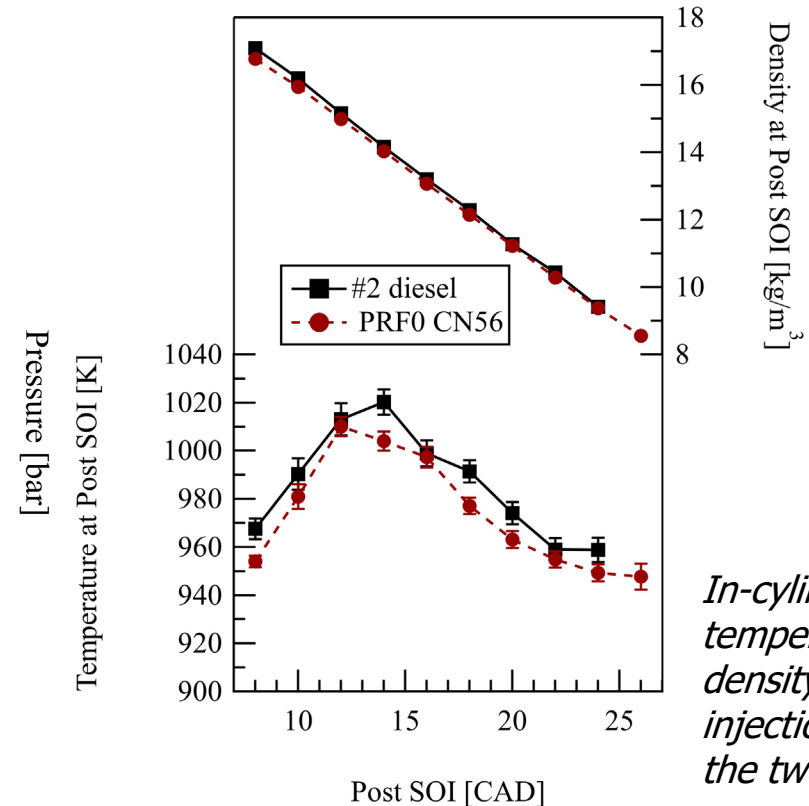 18
16
14
12
10
8
Density at Post SOI [kg/m³]
#2 diesel
PRF0 CN56
Pressure [bar]
Temperature at Post SOI [K]
1040
1020
1000
980
960
940
920
900
10
15
20
25
Post SOI [CAD]
In-cylin
temper
density
injectio
the tw